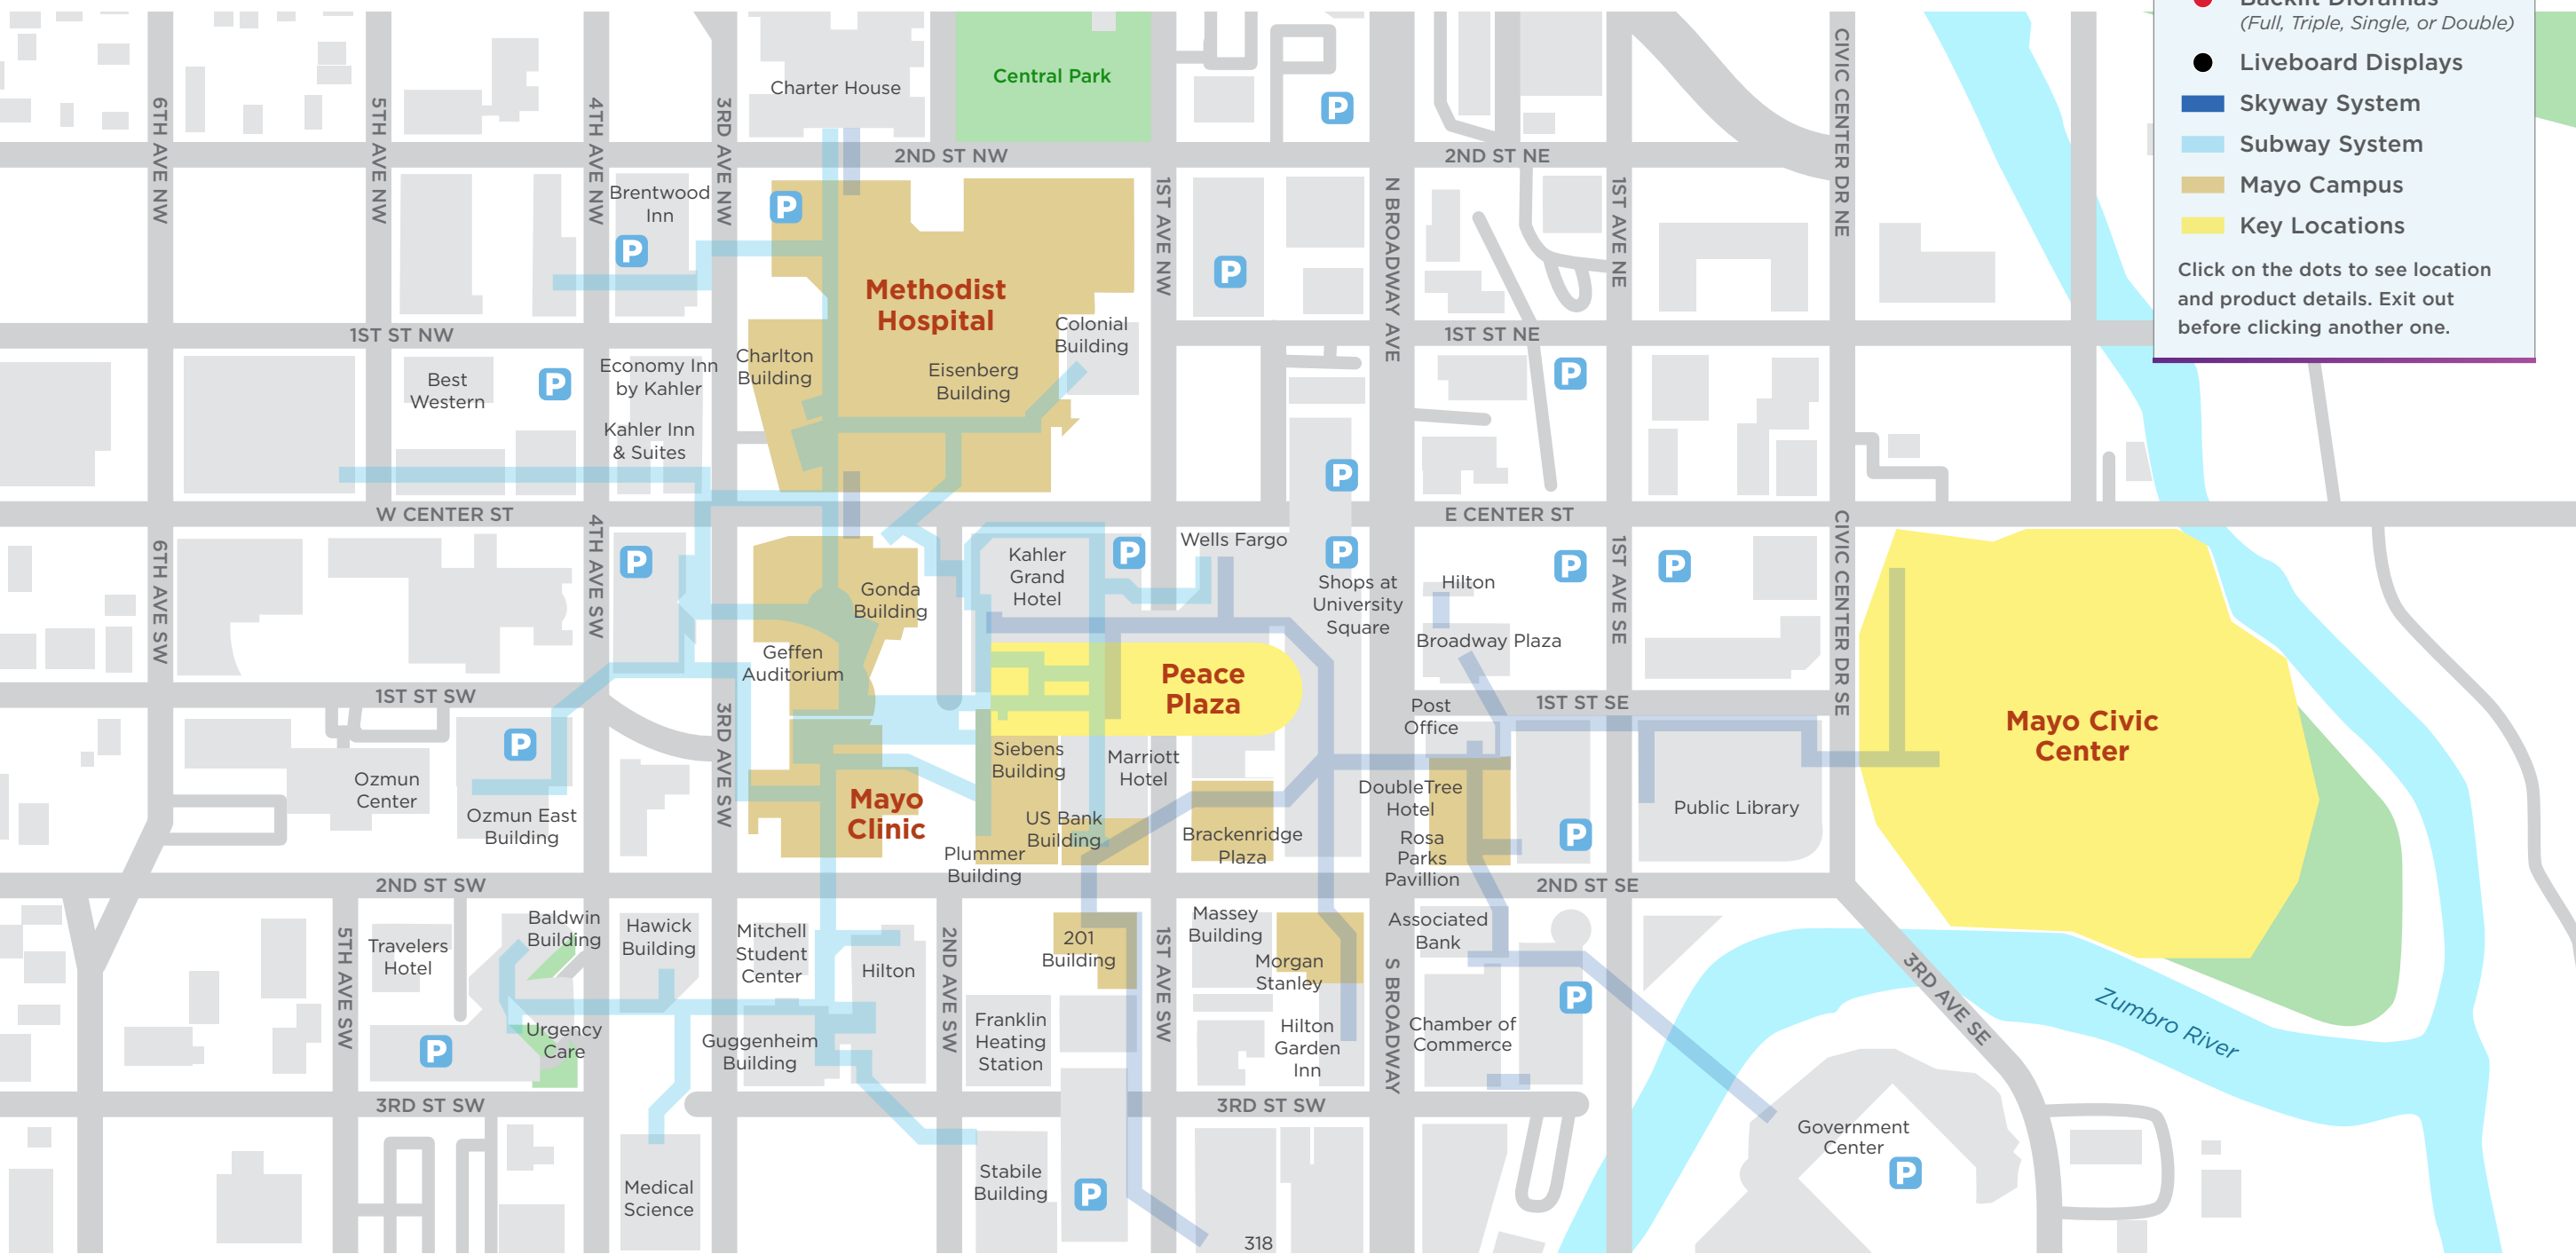 Backlit Dioramas
(Full, Triple, Single, or Double)
Liveboard Displays
Skyway System
Subway System
Mayo Campus
Key Locations
Click on the dots to see location
and product details. Exit out
before clicking another one.
Charter House
Central Park
P
6TH AVE NW
5TH AVE NW
4TH AVE NW
3RD AVE NW
2ND ST NW
2ND ST NE
CIVIC CENTER DR NE
Brentwood
Inn
P
P
1ST AVE NW
N BROADWAY AVE
1ST AVE NE
P
Methodist
Hospital
1ST ST NW
Colonial
Building
1ST ST NE
Best
Western
P
Economy Inn
by Kahler
Charlton
Building
Eisenberg
Building
P
Kahler Inn
& Suites
P
W CENTER ST
E CENTER ST
6TH AVE SW
4TH AVE SW
P
Gonda
Building
Kahler
Grand
Hotel
P
Wells Fargo
P
Shops at
University
Square
Hilton
P
1ST AVE SE
P
CIVIC CENTER DR SE
Broadway Plaza
Geffen
Auditorium
Peace
Plaza
1ST ST SW
3RD AVE SW
1ST ST SE
Post
Office
Mayo Civic
Center
P
Ozmun
Center
Ozmun East
Building
Mayo
Clinic
Siebens
Building
Marriott
Hotel
US Bank
Building
Plummer
Building
Brackenridge
Plaza
DoubleTree
Hotel
Rosa
Parks
Pavillion
P
Public Library
2ND ST SW
2ND ST SE
5TH AVE SW
Travelers
Hotel
Baldwin
Building
Hawick
Building
Mitchell
Student
Center
Hilton
2ND AVE SW
201
Building
1ST AVE SW
Massey
Building
Morgan
Stanley
S BROADWAY
Associated
Bank
3RD AVE SE
Zumbro River
P
Urgency
Care
Guggenheim
Building
Franklin
Heating
Station
Hilton
Garden
Inn
Chamber of
Commerce
P
3RD ST SW
3RD ST SW
Government
Center
P
Medical
Science
Stabile
Building
P
318